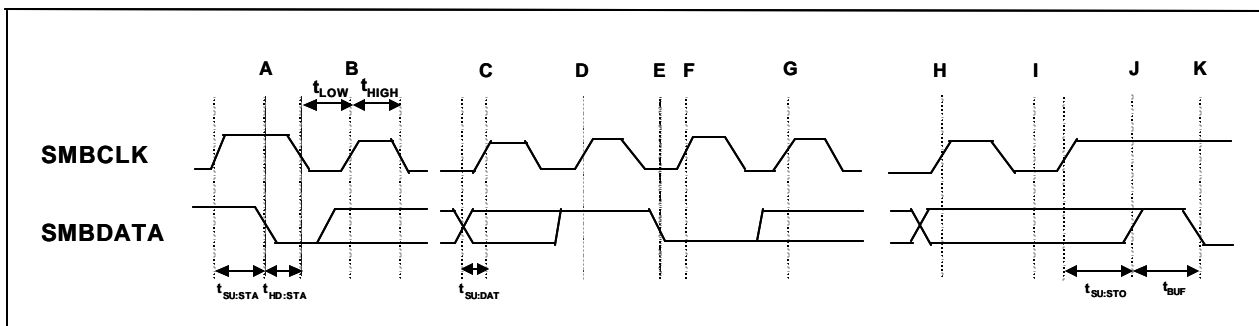 A B C D E F G H I J K
tLOW tHIGH
SMBCLK
SMBDATA
tSU:STA tHD:STA tSU:DAT tSU:STO tBUF